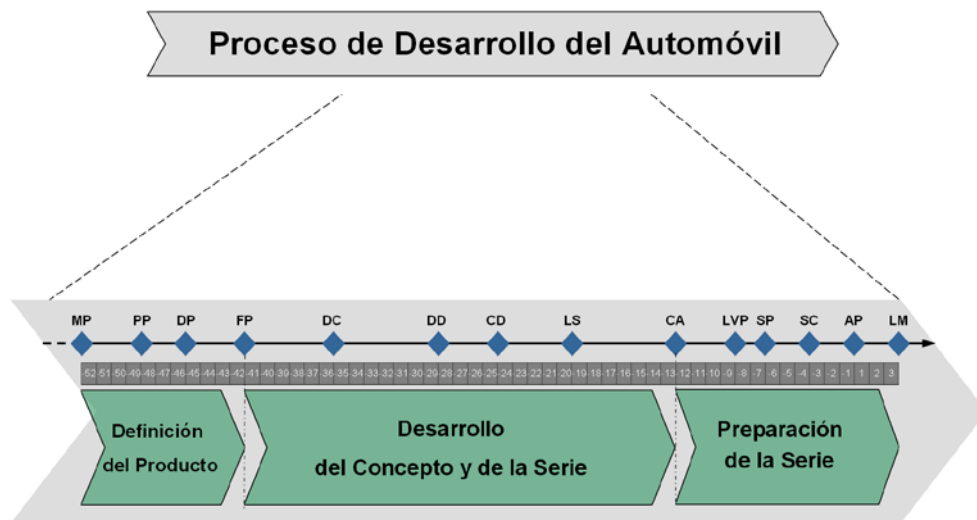 Proceso de Desarrollo del Automóvil
MP PP DP FP DC DD CD LS CA LVP SP SC AP LM
-52 -51 -50 -49 -48 -47 -46 -45 -44 -43 -42 -41 -40 -39 -38 -37 -36 -35 -34 -33 -32 -31 -30 -29 -28 -27 -26 -25 -24 -23 -22 -21 -20 -19 -18 -17 -16 -15 -14 -13 -12 -11 -10 -9 -8 -7 -6 -5 -4 -3 -2 -1 1 2 3
Definición
del Producto
Desarrollo
del Concepto y de la Serie
Preparación
de la Serie